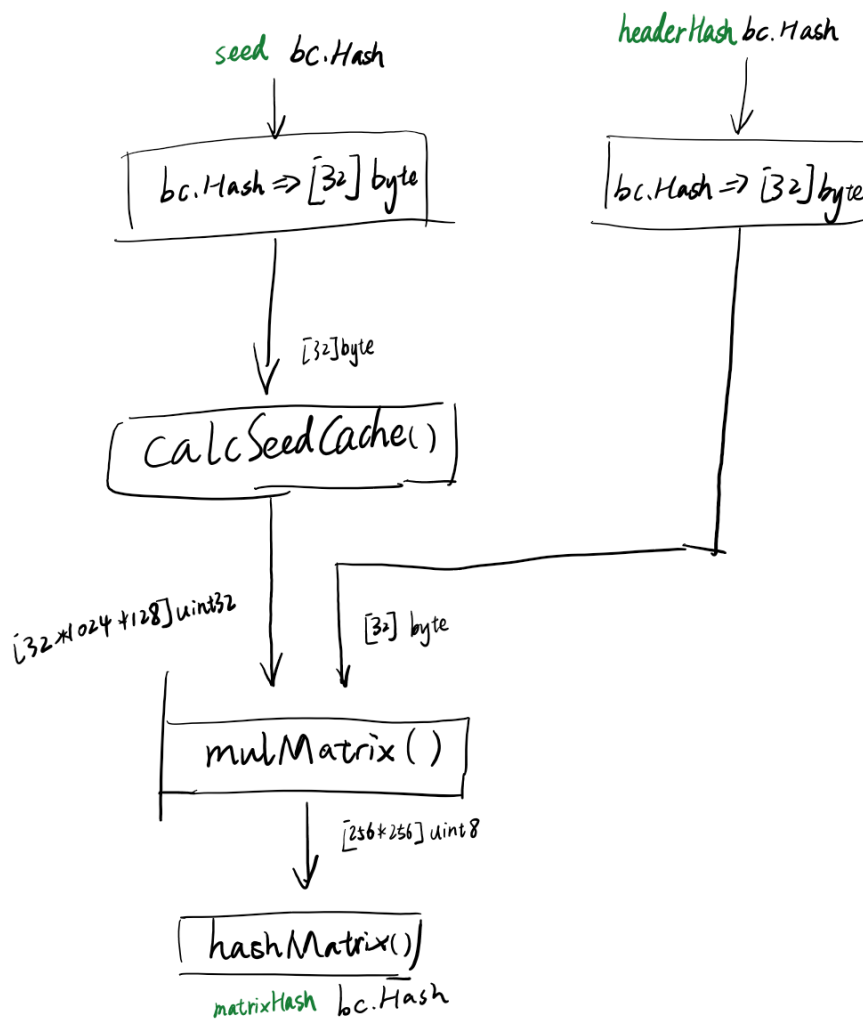 seed bc.Hash
headerHash bc.Hash
bc.Hash => [32] byte
bc.Hash => [32] byte
[32]byte
calcSeedCache()
[32*1024*128]uint32
[32] byte
mulMatrix()
[256*256]uint8
hashMatrix()
matrixHash bc.Hash